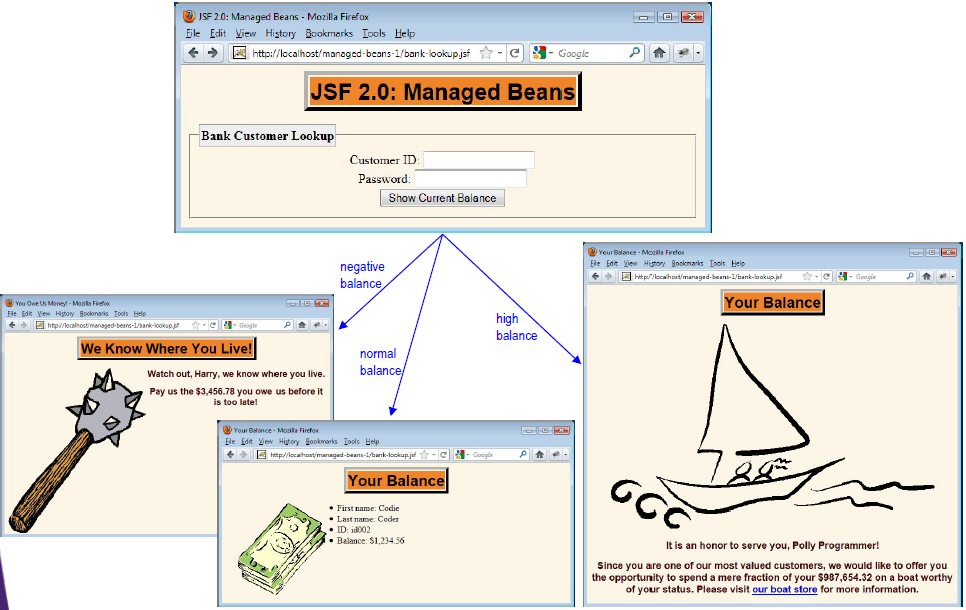 JSF 2.0: Managed Beans - Mozilla Firefox
File Edit View History Bookmarks Tools Help
http://localhost/managed-beans-1/bank-lookup.jsf
Google
JSF 2.0: Managed Beans
Bank Customer Lookup
Customer ID:
Password:
Show Current Balance
negative
balance
normal
balance
high
balance
You Owe Us Money! - Mozilla Firefox
File Edit View History Bookmarks Tools Help
http://localhost/managed-beans-1/bank-lookup.jsf
Google
We Know Where You Live!
Watch out, Harry, we know where you live.
Pay us the $3,456.78 you owe us before it
is too late!
Your Balance - Mozilla Firefox
File Edit View History Bookmarks Tools Help
http://localhost/managed-beans-1/bank-lookup.jsf
Google
Your Balance
First name: Codie
Last name: Coder
ID: id002
Balance: $1,234.56
Your Balance - Mozilla Firefox
File Edit View History Bookmarks Tools Help
http://localhost/managed-beans-1/bank-lookup.jsf
Google
Your Balance
It is an honor to serve you, Polly Programmer!
Since you are one of our most valued customers, we would like to offer you
the opportunity to spend a mere fraction of your $987,654.32 on a boat worthy
of your status. Please visit our boat store for more information.